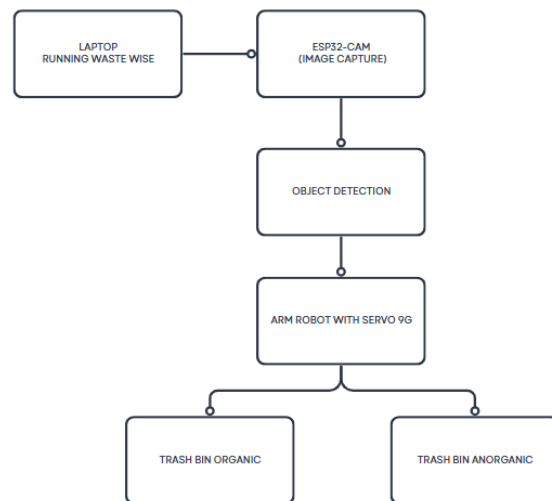 LAPTOP
RUNNING WASTE WISE
ESP32-CAM
(IMAGE CAPTURE)
OBJECT DETECTION
ARM ROBOT WITH SERVO 9G
TRASH BIN ORGANIC
TRASH BIN ANORGANIC